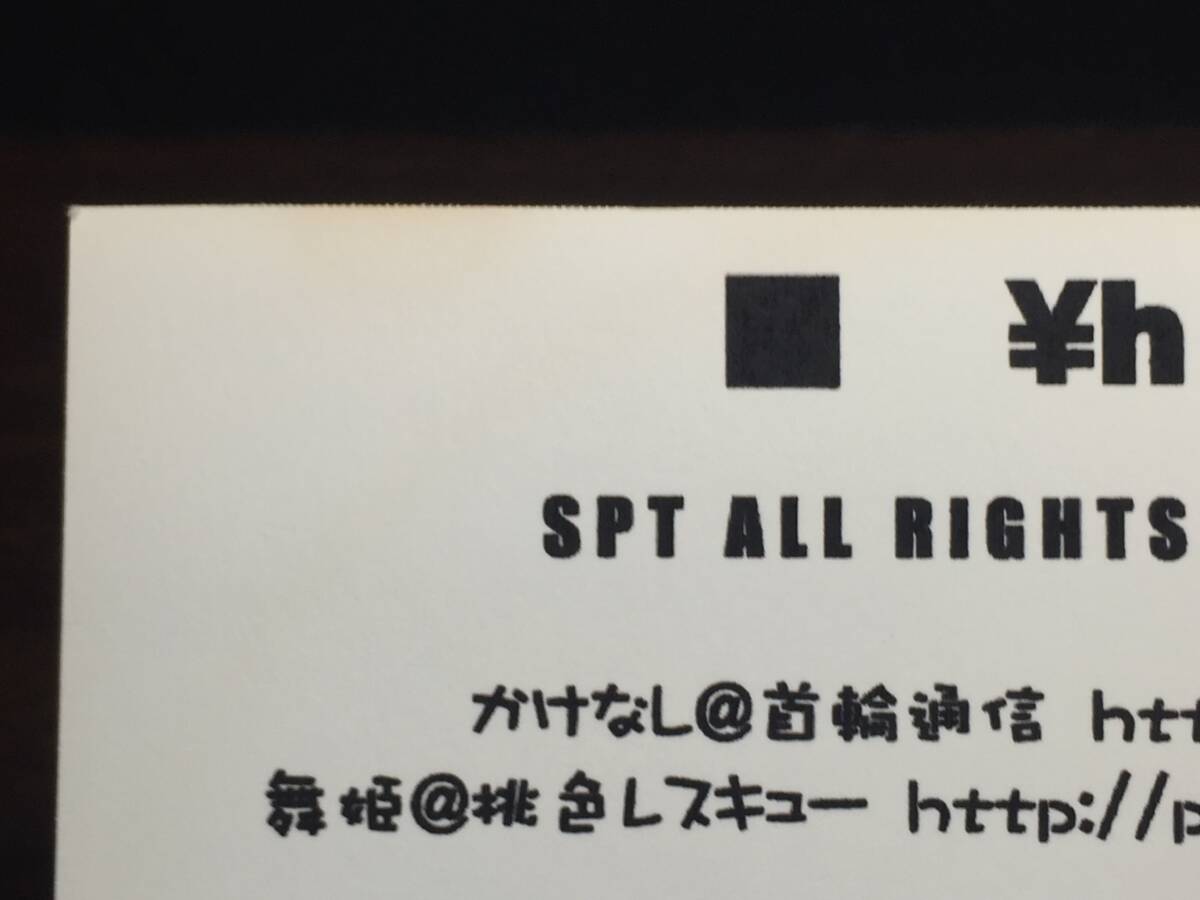 ■ ¥h
SPT ALL RIGHTS
かけなし@首輪通信 htt
舞姫@桃色レスキュー http://p